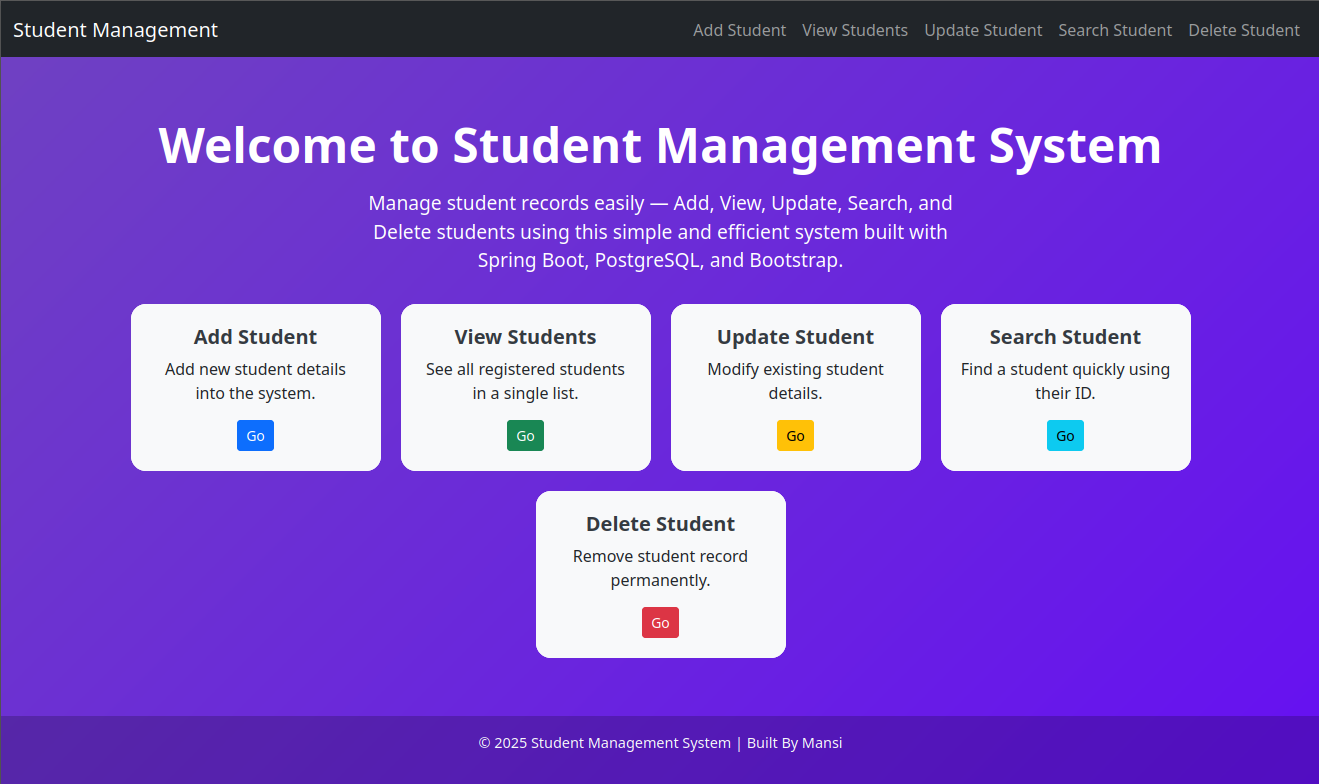 Student Management
Add Student View Students Update Student Search Student Delete Student
Welcome to Student Management System
Manage student records easily — Add, View, Update, Search, and
Delete students using this simple and efficient system built with
Spring Boot, PostgreSQL, and Bootstrap.
Add Student
Add new student details
into the system.
Go
View Students
See all registered students
in a single list.
Go
Update Student
Modify existing student
details.
Go
Search Student
Find a student quickly using
their ID.
Go
Delete Student
Remove student record
permanently.
Go
© 2025 Student Management System | Built By Mansi